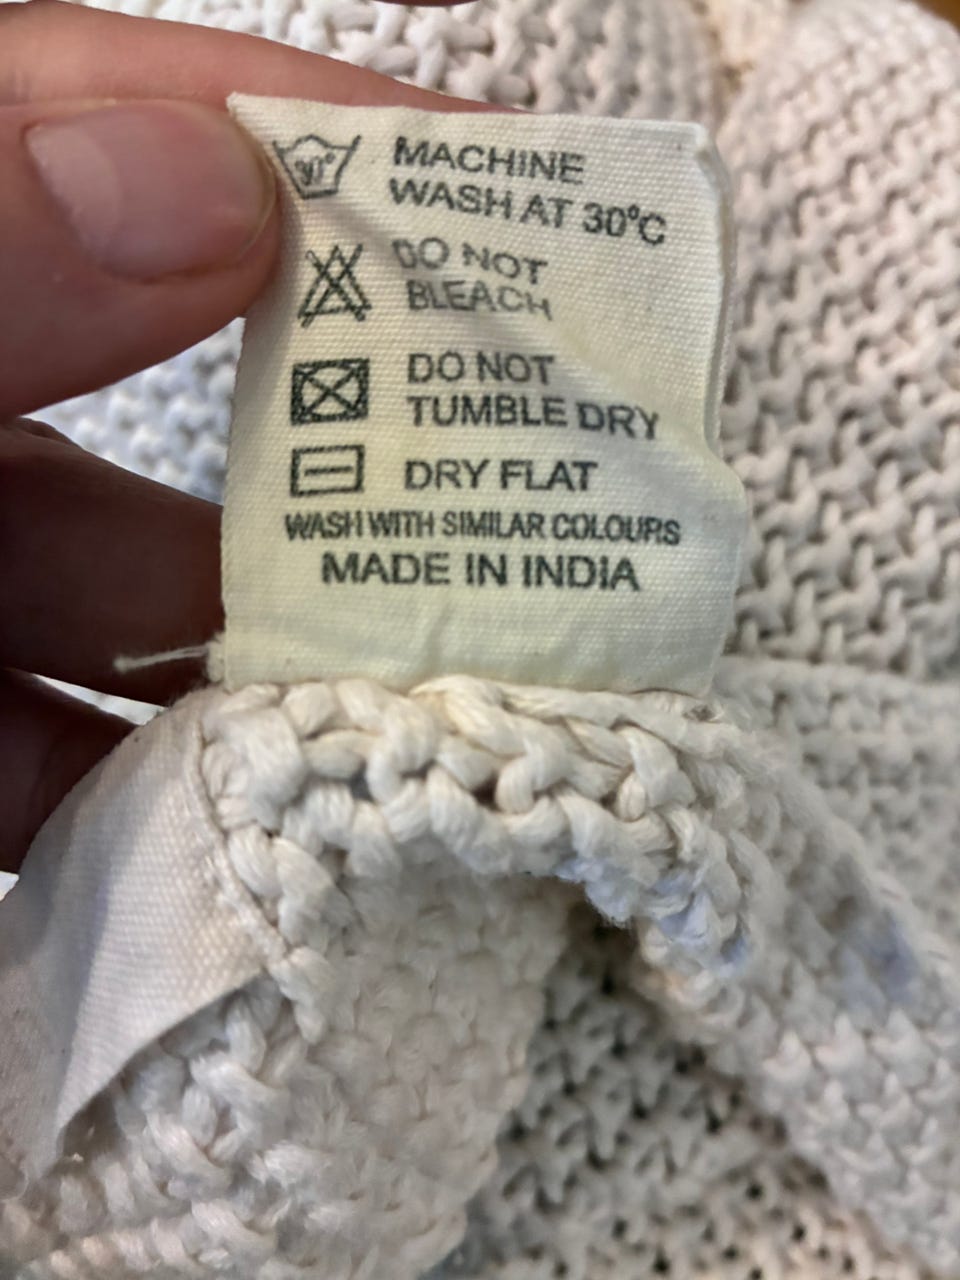 30°
MACHINE
WASH AT 30°C
DO NOT
BLEACH
DO NOT
TUMBLE DRY
DRY FLAT
WASH WITH SIMILAR COLOURS
MADE IN INDIA